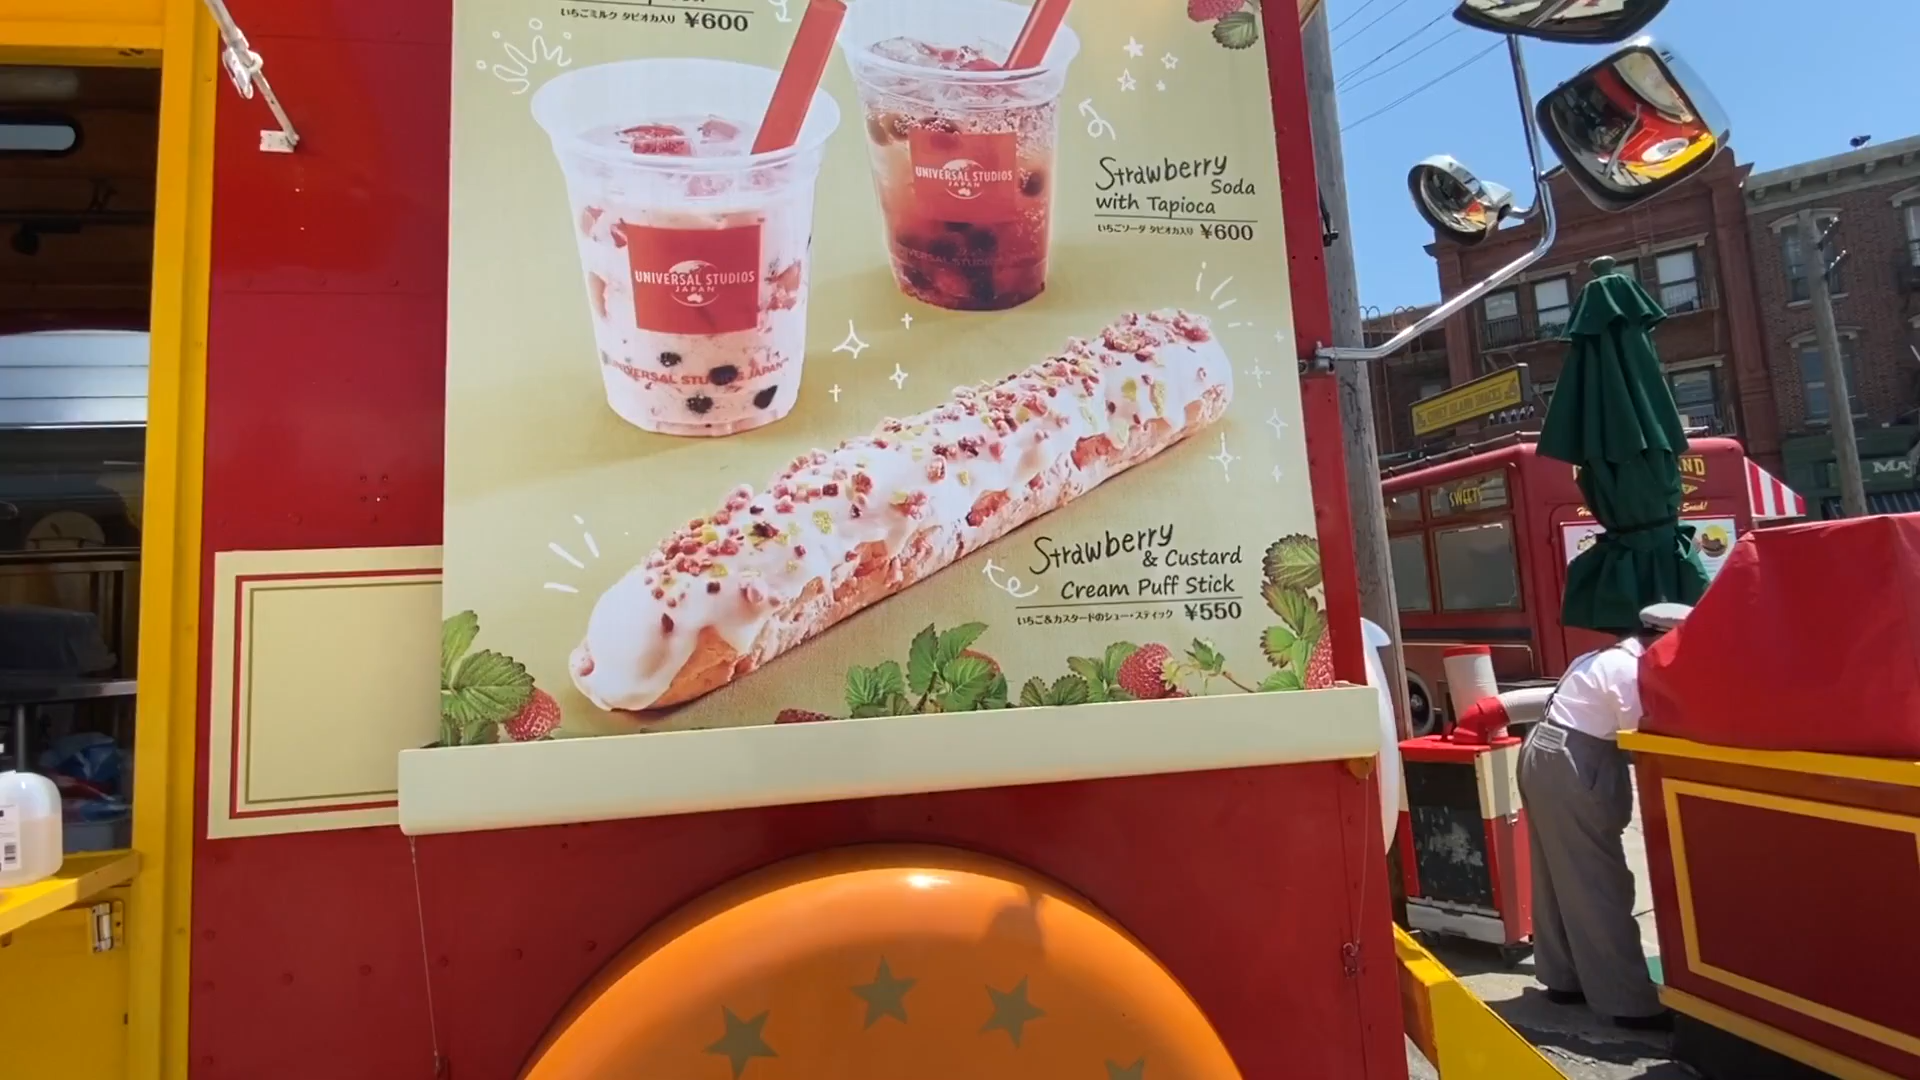 いちごミルク タピオカ入り ¥600
UNIVERSAL STUDIOS
JAPAN
UNIVERSAL STUDIOS JAPAN
UNIVERSAL STUDIOS
JAPAN
Strawberry
Soda
with Tapioca
いちごソーダ タピオカ入り ¥600
Strawberry
& Custard
Cream Puff Stick
いちご&カスタードのシュー・スティック ¥550
SWEETS